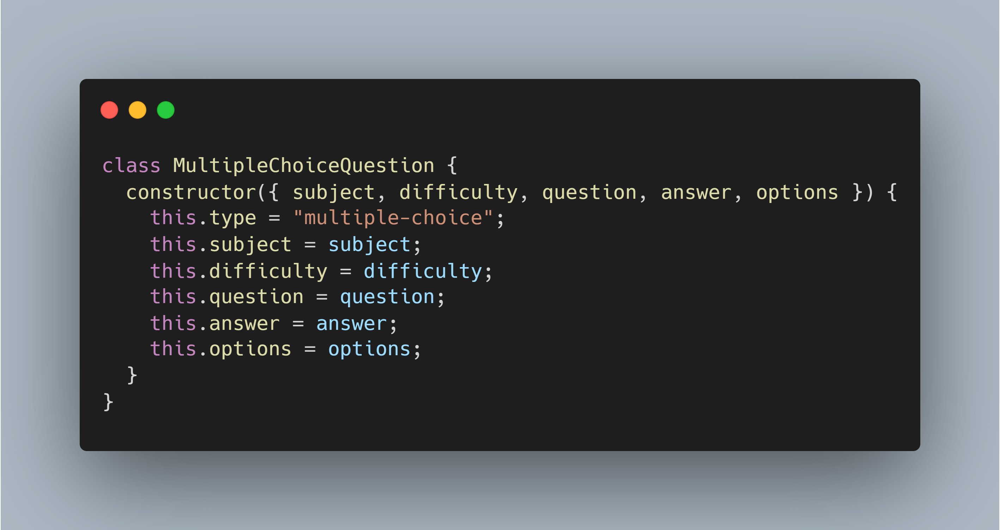 class MultipleChoiceQuestion {
  constructor({ subject, difficulty, question, answer, options }) {
    this.type = "multiple-choice";
    this.subject = subject;
    this.difficulty = difficulty;
    this.question = question;
    this.answer = answer;
    this.options = options;
  }
}